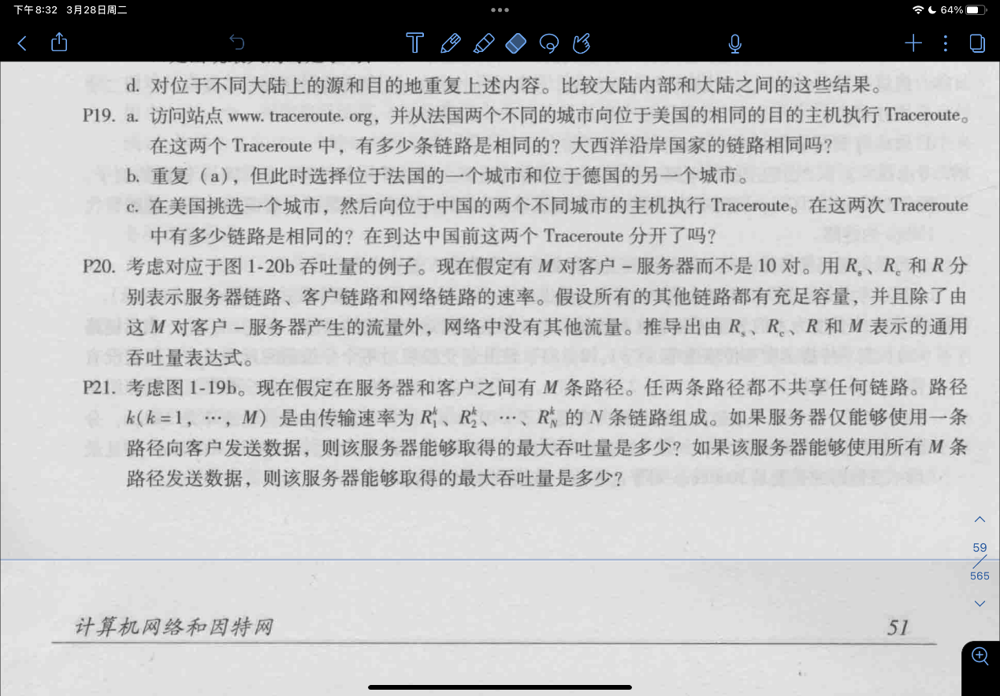 下午8:32 3月28日周二
64%
d. 对位于不同大陆上的源和目的地重复上述内容。比较大陆内部和大陆之间的这些结果。
P19. a. 访问站点 www. traceroute. org，并从法国两个不同的城市向位于美国的相同的目的主机执行 Traceroute。
在这两个 Traceroute 中，有多少条链路是相同的？大西洋沿岸国家的链路相同吗？
b. 重复（a），但此时选择位于法国的一个城市和位于德国的另一个城市。
c. 在美国挑选一个城市，然后向位于中国的两个不同城市的主机执行 Traceroute。在这两次 Traceroute
中有多少链路是相同的？在到达中国前这两个 Traceroute 分开了吗？
P20. 考虑对应于图 1-20b 吞吐量的例子。现在假定有 M 对客户－服务器而不是 10 对。用 Rs、Rc 和 R 分
别表示服务器链路、客户链路和网络链路的速率。假设所有的其他链路都有充足容量，并且除了由
这 M 对客户－服务器产生的流量外，网络中没有其他流量。推导出由 Rs、Rc、R 和 M 表示的通用
吞吐量表达式。
P21. 考虑图 1-19b。现在假定在服务器和客户之间有 M 条路径。任两条路径都不共享任何链路。路径
k(k＝1，…，M）是由传输速率为 R₁ᵏ、R₂ᵏ、…、R_Nᵏ 的 N 条链路组成。如果服务器仅能够使用一条
路径向客户发送数据，则该服务器能够取得的最大吞吐量是多少？如果该服务器能够使用所有 M 条
路径发送数据，则该服务器能够取得的最大吞吐量是多少？
59
565
计算机网络和因特网 51